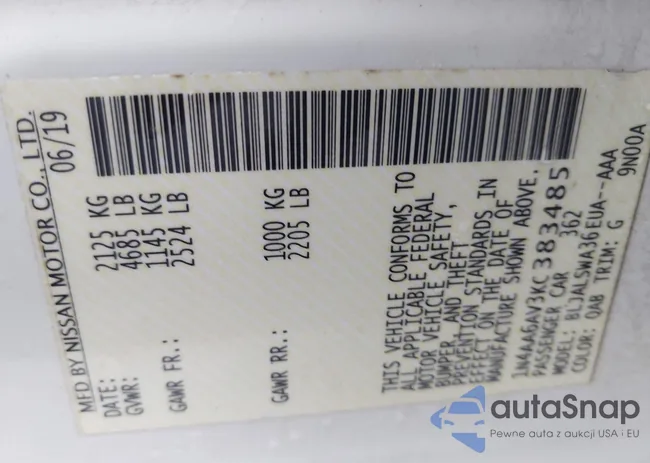 MFD BY NISSAN MOTOR CO., LTD.
DATE: 06/19
GVWR: 2125 KG
4685 LB
GAWR FR.: 1145 KG
2524 LB
GAWR RR.: 1000 KG
2205 LB
THIS VEHICLE CONFORMS TO
ALL APPLICABLE FEDERAL
MOTOR VEHICLE SAFETY,
BUMPER, AND THEFT
PREVENTION STANDARDS IN
EFFECT ON THE DATE OF
MANUFACTURE SHOWN ABOVE.
1N4AA6AV3KC383485
PASSENGER CAR 362
MODEL: BLJALSWA36EUA--AAA
COLOR: QAB TRIM: G 9N00A
autaSnap
Pewne auta z aukcji USA i EU